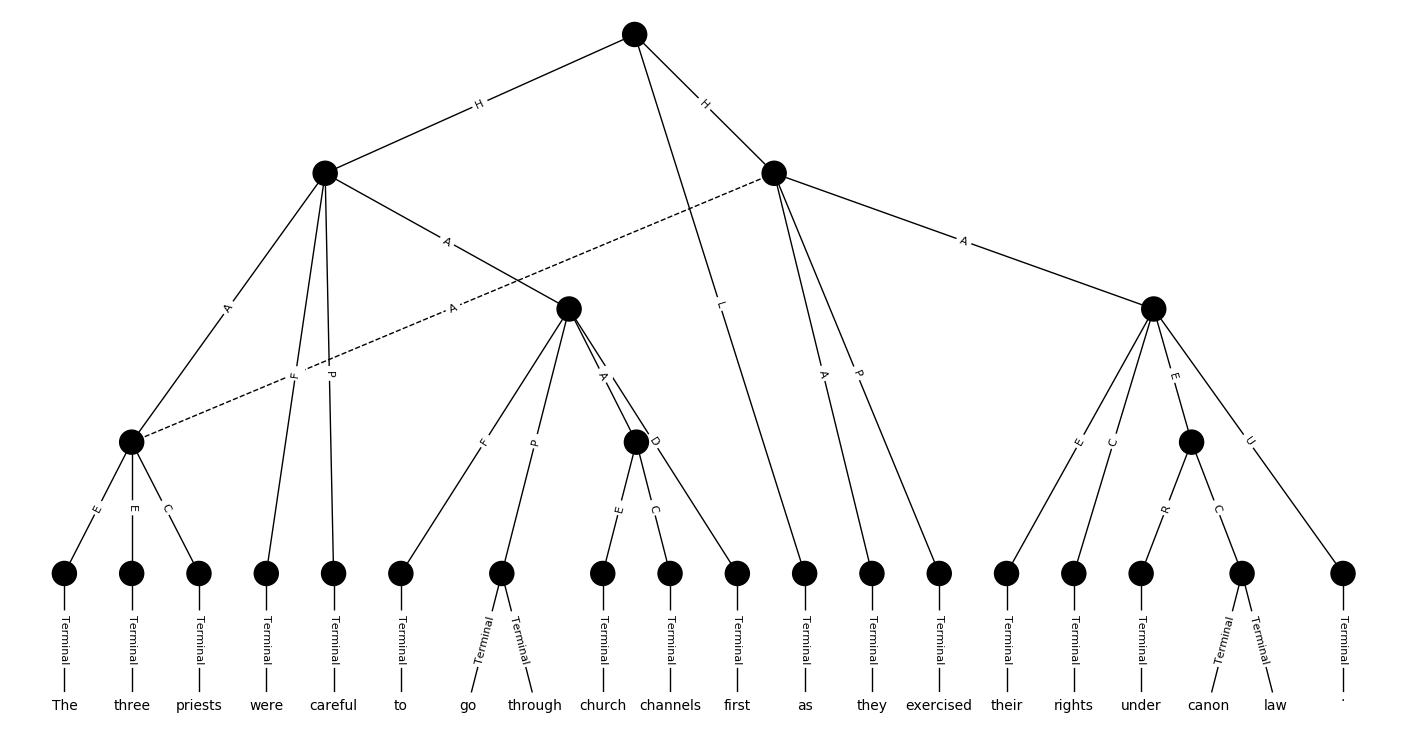 H H
A L A
A A
F P A P
F P A D E C E U
E E C E C R C
Terminal Terminal Terminal Terminal Terminal Terminal Terminal Terminal Terminal Terminal Terminal Terminal Terminal Terminal Terminal Terminal Terminal Terminal Terminal Terminal
The three priests were careful to go through church channels first as they exercised their rights under canon law .